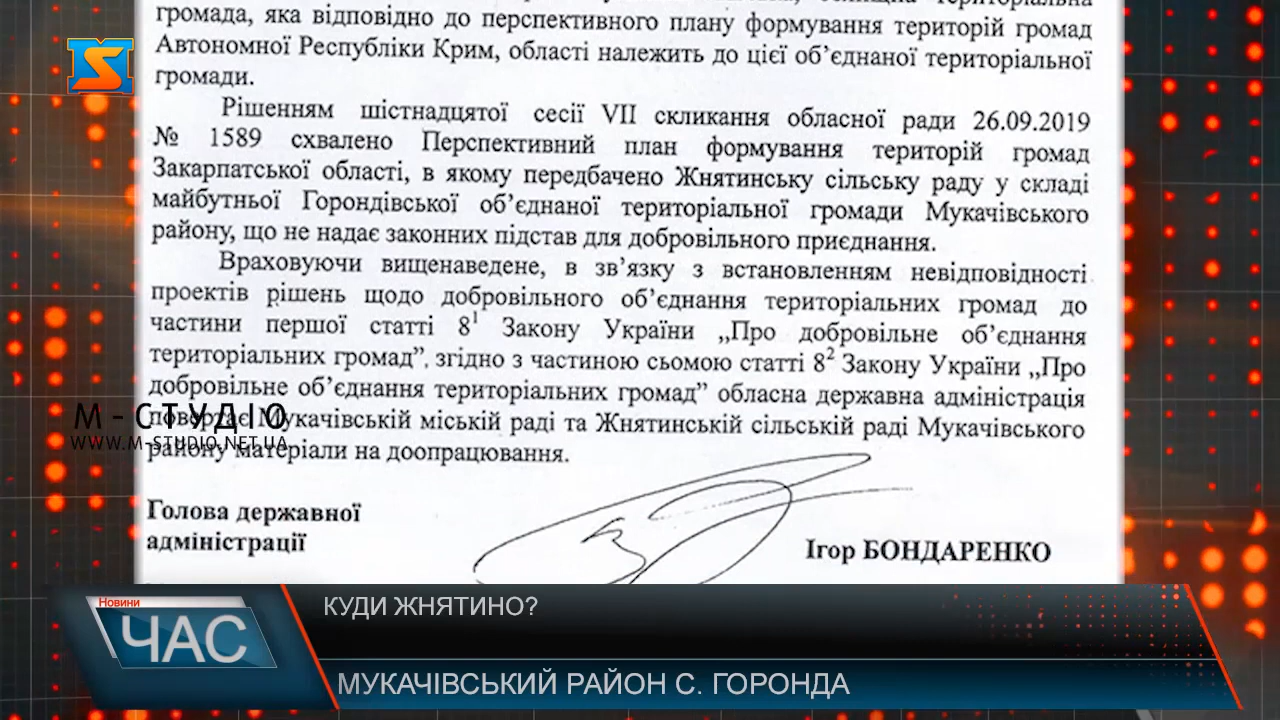 громада, яка відповідно до перспективного плану формування територій громад
Автономної Республіки Крим, області належить до цієї об’єднаної територіальної
громади.
Рішенням шістнадцятої сесії VII скликання обласної ради 26.09.2019
№ 1589 схвалено Перспективний план формування територій громад
Закарпатської області, в якому передбачено Жнятинську сільську раду у складі
майбутньої Горондівської об’єднаної територіальної громади Мукачівського
району, що не надає законних підстав для добровільного приєднання.
Враховуючи вищенаведене, в зв’язку з встановленням невідповідності
проектів рішень щодо добровільного об’єднання територіальних громад до
частини першої статті 8¹ Закону України „Про добровільне об’єднання
територіальних громад”, згідно з частиною сьомою статті 8² Закону України „Про
добровільне об’єднання територіальних громад” обласна державна адміністрація
повертає Мукачівській міській раді та Жнятинській сільській раді Мукачівського
району матеріали на доопрацювання.
М-СТУДІО
WWW.M-STUDIO.NET.UA
Голова державної
адміністрації
Ігор БОНДАРЕНКО
Новини
ЧАС
КУДИ ЖНЯТИНО?
МУКАЧІВСЬКИЙ РАЙОН С. ГОРОНДА